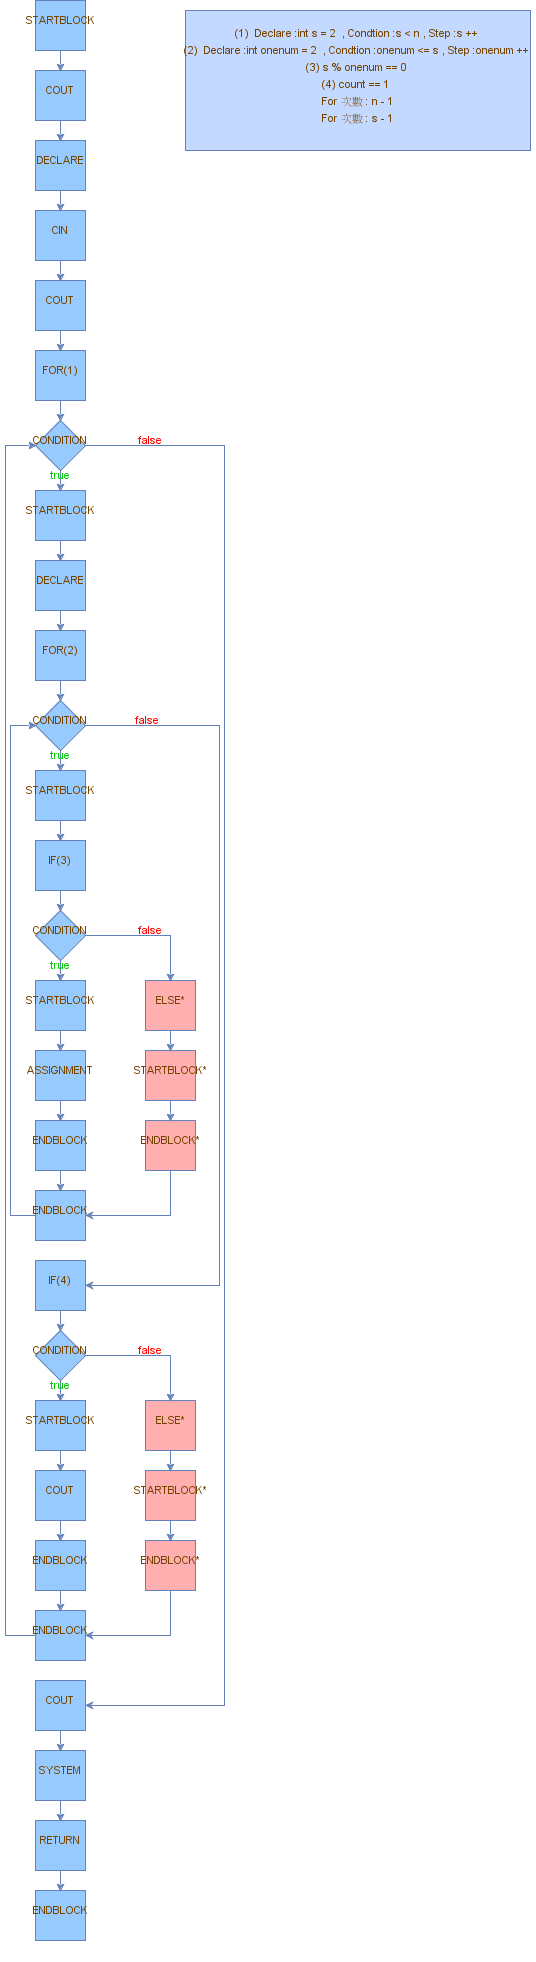 STARTBLOCK
(1) Declare :int s = 2 , Condtion :s < n , Step :s ++
(2) Declare :int onenum = 2 , Condtion :onenum <= s , Step :onenum ++
(3) s % onenum == 0
(4) count == 1
For 次數 : n - 1
For 次數 : s - 1
COUT
DECLARE
CIN
COUT
FOR(1)
CONDITION
false
true
STARTBLOCK
DECLARE
FOR(2)
CONDITION
false
true
STARTBLOCK
IF(3)
CONDITION
false
true
STARTBLOCK
ELSE*
ASSIGNMENT
STARTBLOCK*
ENDBLOCK
ENDBLOCK*
ENDBLOCK
IF(4)
CONDITION
false
true
STARTBLOCK
ELSE*
COUT
STARTBLOCK*
ENDBLOCK
ENDBLOCK*
ENDBLOCK
COUT
SYSTEM
RETURN
ENDBLOCK